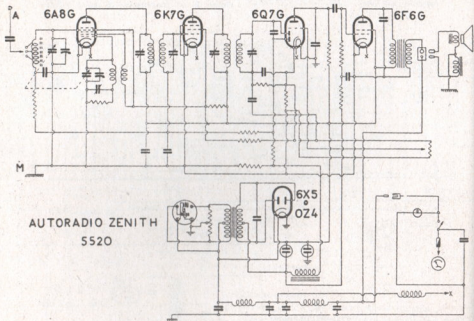 A
6A8G
6K7G
6Q7G
6F6G
M
6X5
o
OZ4
AUTORADIO ZENITH
5520
A
X